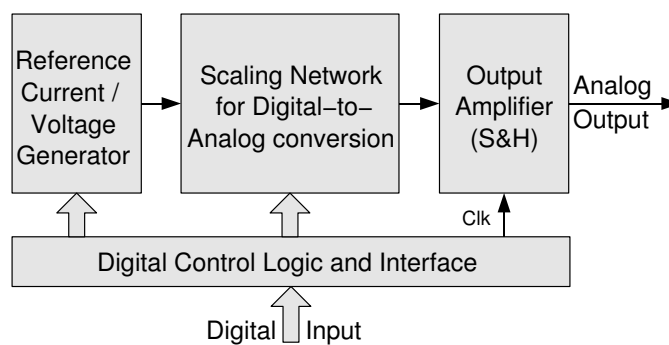 Reference
Current /
Voltage
Generator
Scaling Network
for Digital−to−
Analog conversion
Output
Amplifier
(S&H)
Analog
Output
Clk
Digital Control Logic and Interface
Digital Input